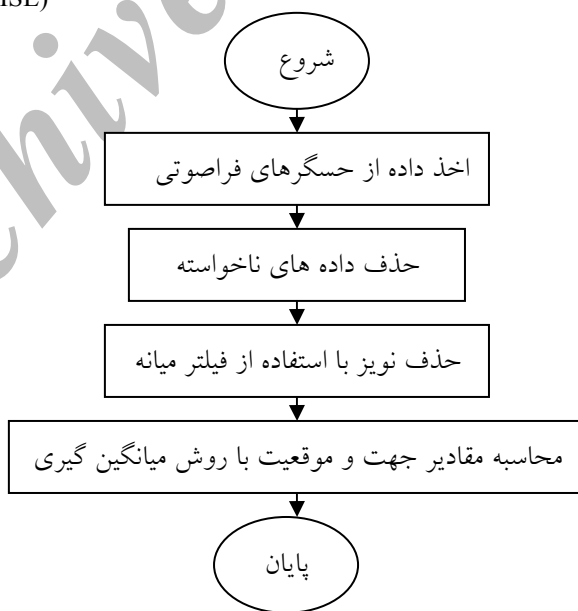 شروع
اخذ داده از حسگرهای فراصوتی
حذف داده های ناخواسته
حذف نویز با استفاده از فیلتر میانه
محاسبه مقادیر جهت و موقعیت با روش میانگین گیری
پایان